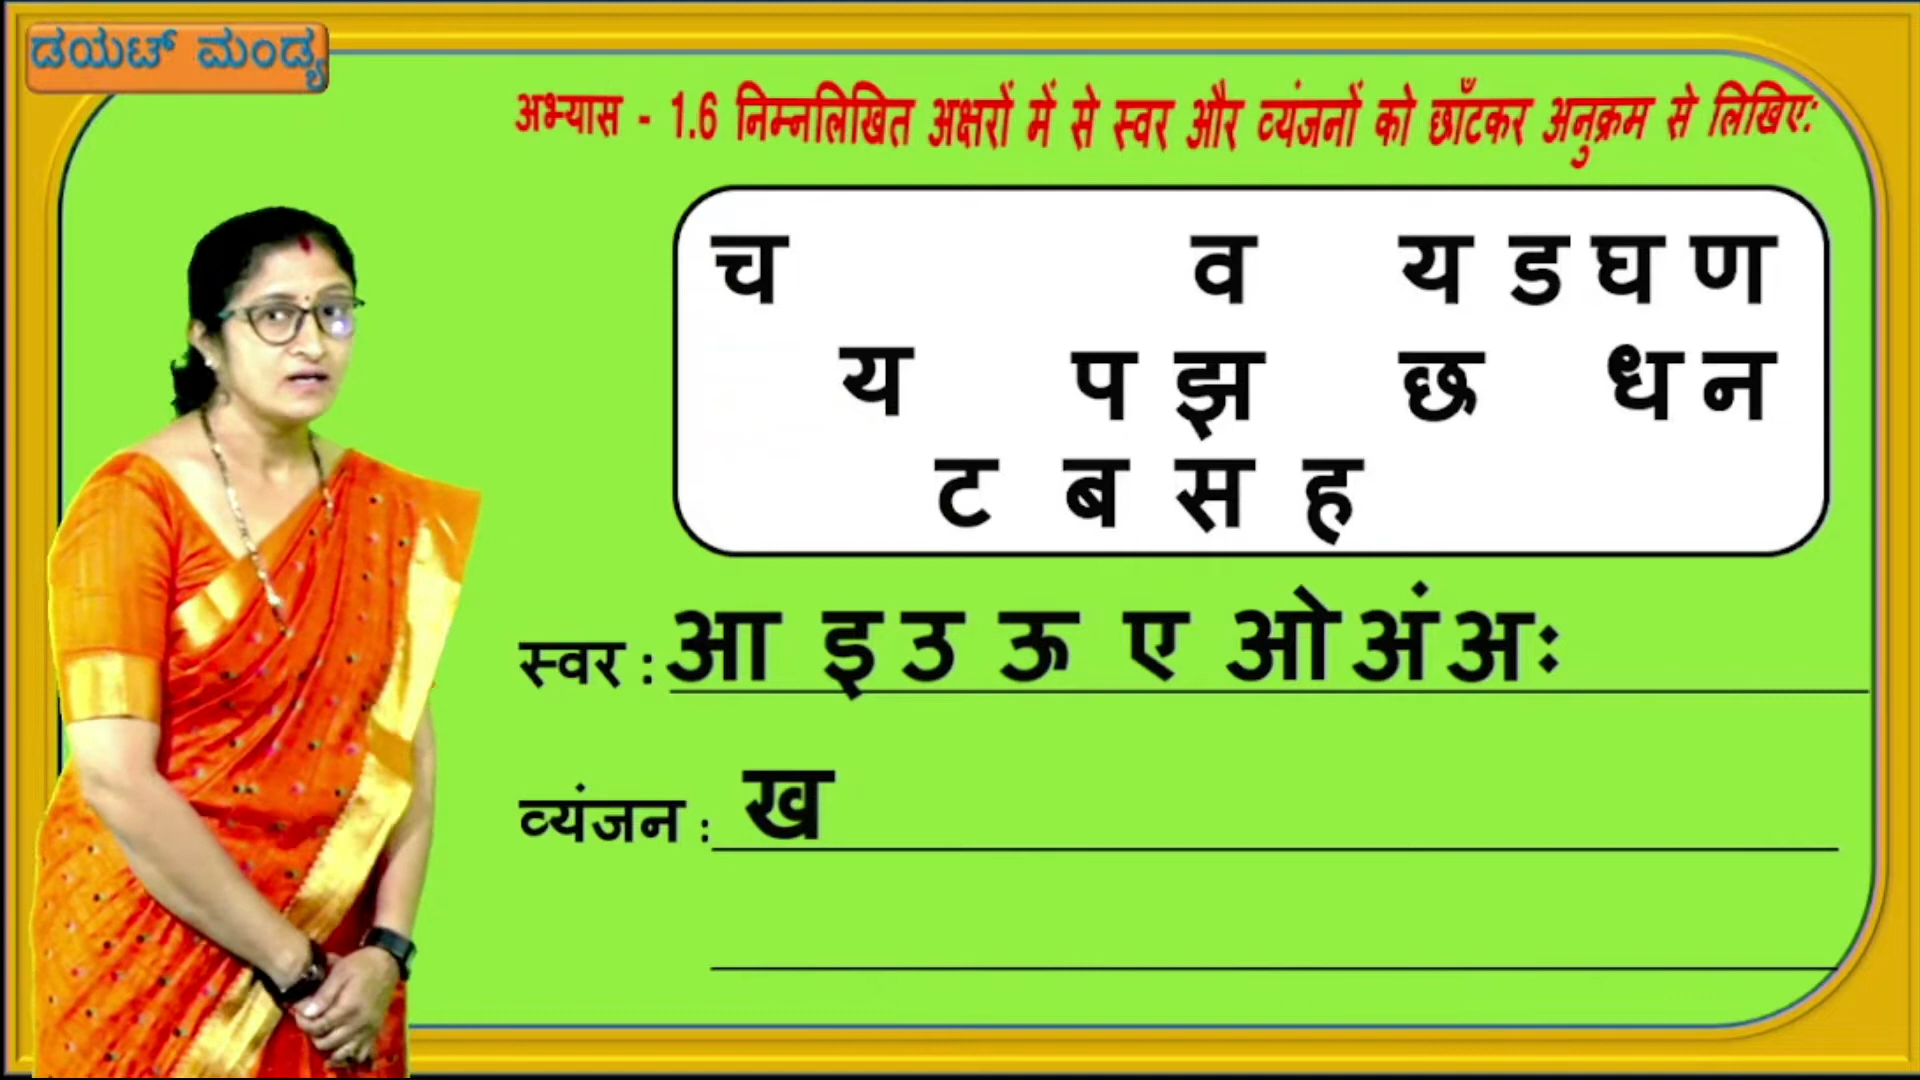 ಡಯಟ್ ಮಂಡ್ಯ
अभ्यास - 1.6 निम्नलिखित अक्षरों में से स्वर और व्यंजनों को छाँटकर अनुक्रम से लिखिए:
च व य ड घ ण
य प झ छ ध न
ट ब स ह
स्वर : आ इ उ ऊ ए ओ अं अः
व्यंजन : ख